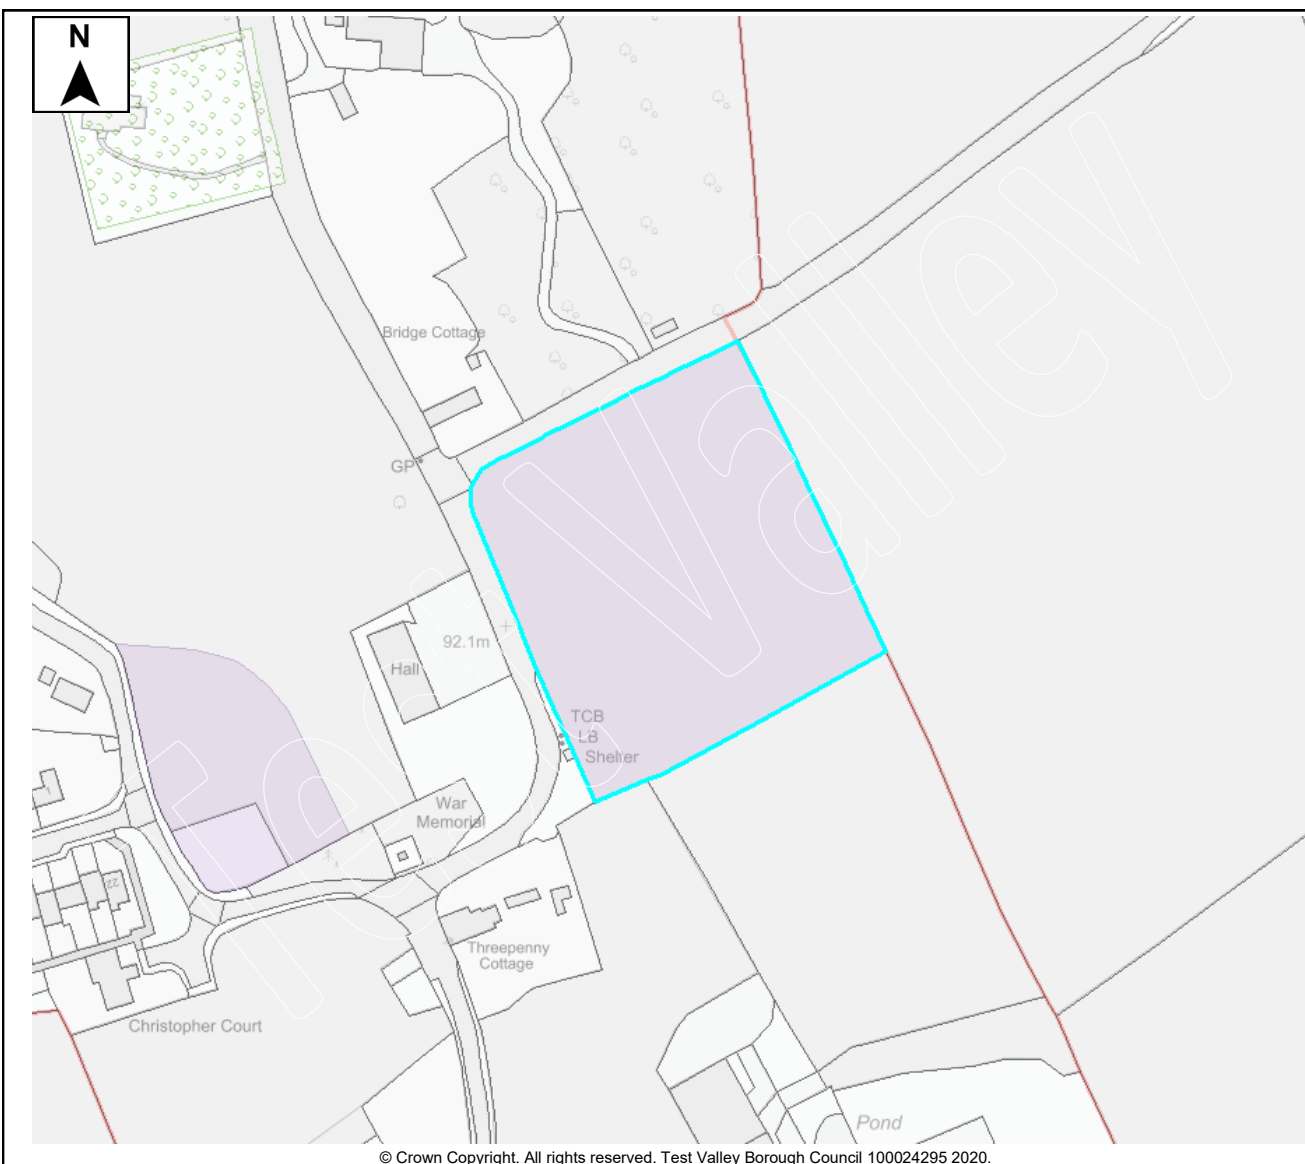 N
Bridge Cottage
GP
92.1m
Hall
TCB
LB
Shelter
War
Memorial
22
Threepenny
Cottage
Christopher Court
Pond
Test Valley
© Crown Copyright. All rights reserved. Test Valley Borough Council 100024295 2020.